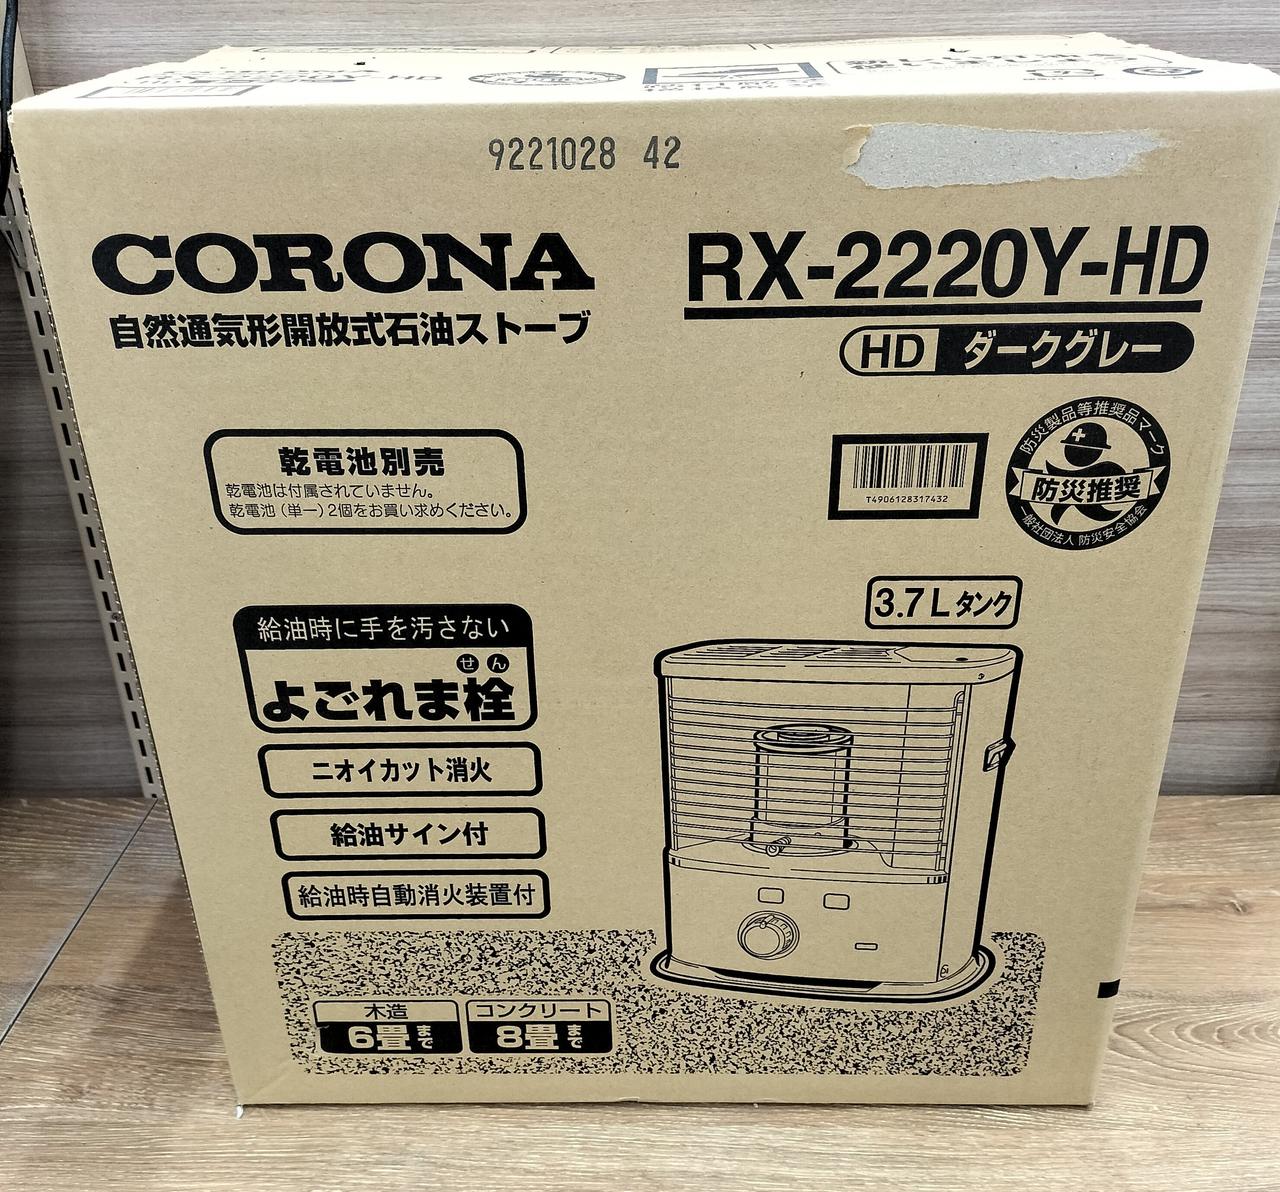 9221028 42
CORONA
自然通気形開放式石油ストーブ
RX-2220Y-HD
HD ダークグレー
乾電池別売
乾電池は付属されていません。
乾電池(単一)2個をお買い求めください。
T4906128317432
防災製品等推奨品マーク
防災推奨
一般社団法人 防災安全協会
3.7Lタンク
給油時に手を汚さない
せん
よごれま栓
ニオイカット消火
給油サイン付
給油時自動消火装置付
木造
6畳まで
コンクリート
8畳まで